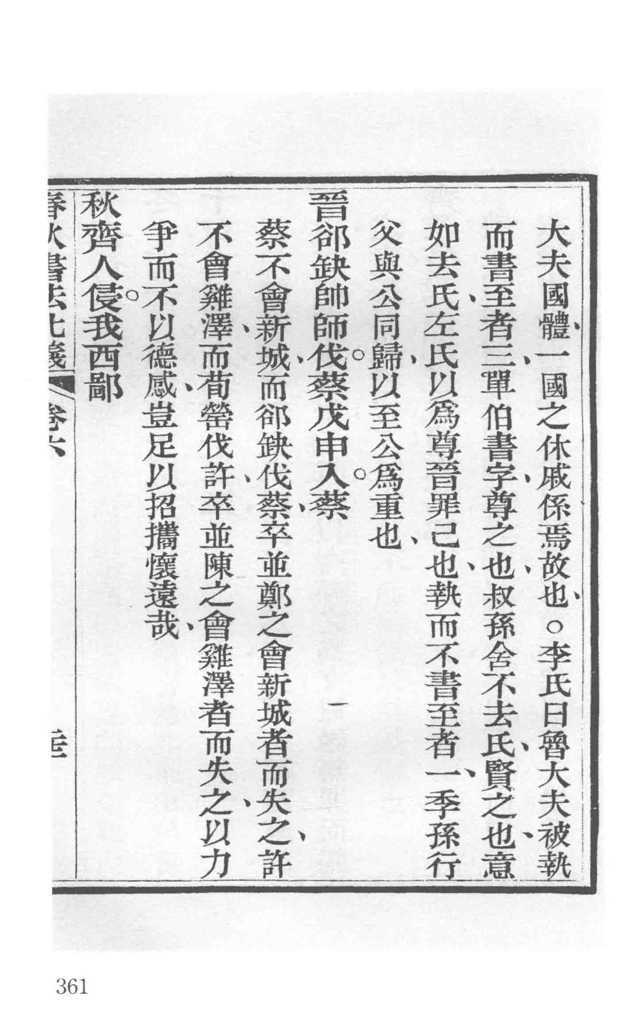 大夫國體一國之休戚係焉故也○李氏曰魯大夫被執
而書至者三單伯書字尊之也叔孫舍不去氏賢之也意
如去氏左氏以爲尊晉罪己也執而不書至者一季孫行
父與公同歸以至公爲重也
晉郤缺帥師伐蔡戊申入蔡
蔡不會新城而郤缺伐蔡卒並鄭之會新城者而失之許
不會雞澤而荀罃伐許卒並陳之會雞澤者而失之以力
爭而不以德感豈足以招攜懷遠哉
秋齊人侵我西鄙
春秋書法比義 卷六
361